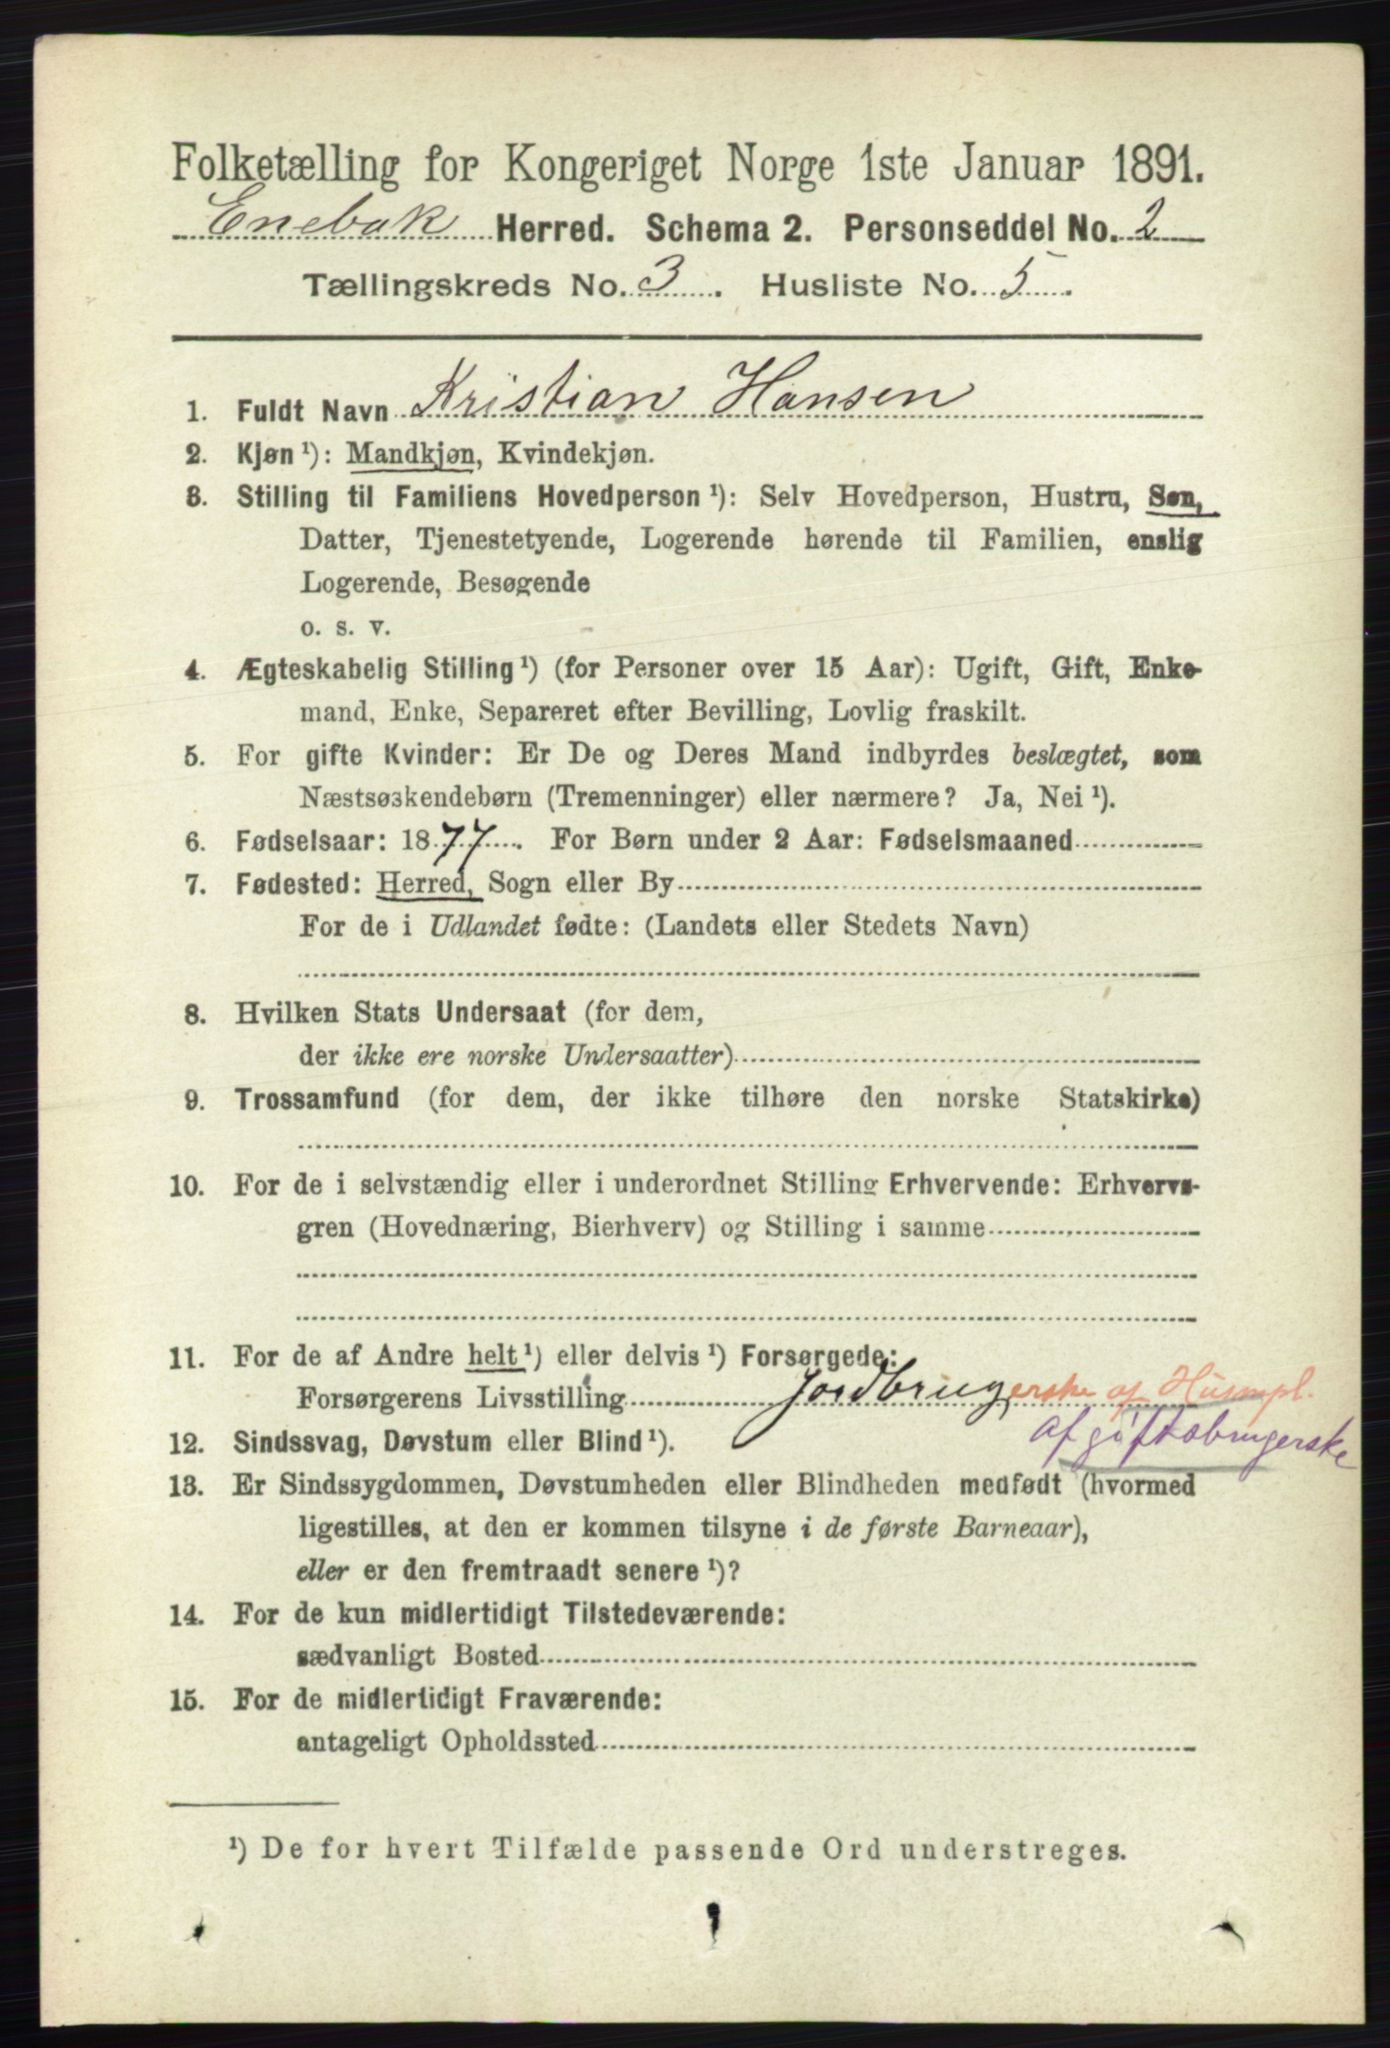 Folketælling for Kongeriget Norge 1ste Januar 1891.
Enebak Herred. Schema 2. Personseddel No. 2
Tællingskreds No. 3. Husliste No. 5.
1. Fuldt Navn Kristian Hansen
2. Kjøn ¹): Mandkjøn, Kvindekjøn.
3. Stilling til Familiens Hovedperson ¹): Selv Hovedperson, Hustru, Søn,
Datter, Tjenestetyende, Logerende hørende til Familien, enslig
Logerende, Besøgende
o. s. v.
4. Ægteskabelig Stilling ¹) (for Personer over 15 Aar): Ugift, Gift, Enke-
mand, Enke, Separeret efter Bevilling, Lovlig fraskilt.
5. For gifte Kvinder: Er De og Deres Mand indbyrdes beslægtet, som
Næstsøskendebørn (Tremenninger) eller nærmere? Ja, Nei ¹).
6. Fødselsaar: 1877. For Børn under 2 Aar: Fødselsmaaned
7. Fødested: Herred, Sogn eller By
For de i Udlandet fødte: (Landets eller Stedets Navn)
8. Hvilken Stats Undersaat (for dem,
der ikke ere norske Undersaatter)
9. Trossamfund (for dem, der ikke tilhøre den norske Statskirke)
10. For de i selvstændig eller i underordnet Stilling Erhvervende: Erhvervs-
gren (Hovednæring, Bierhverv) og Stilling i samme
11. For de af Andre helt ¹) eller delvis ¹) Forsørgede:
Forsørgerens Livsstilling Jordbrugerske af Husmpl.
af
12. Sindssvag, Døvstum eller Blind ¹).
13. Er Sindssygdommen, Døvstumheden eller Blindheden medfødt (hvormed
ligestilles, at den er kommen tilsyne i de første Barneaar),
eller er den fremtraadt senere ¹)?
14. For de kun midlertidigt Tilstedeværende:
sædvanligt Bosted
15. For de midlertidigt Fraværende:
antageligt Opholdssted
¹) De for hvert Tilfælde passende Ord understreges.